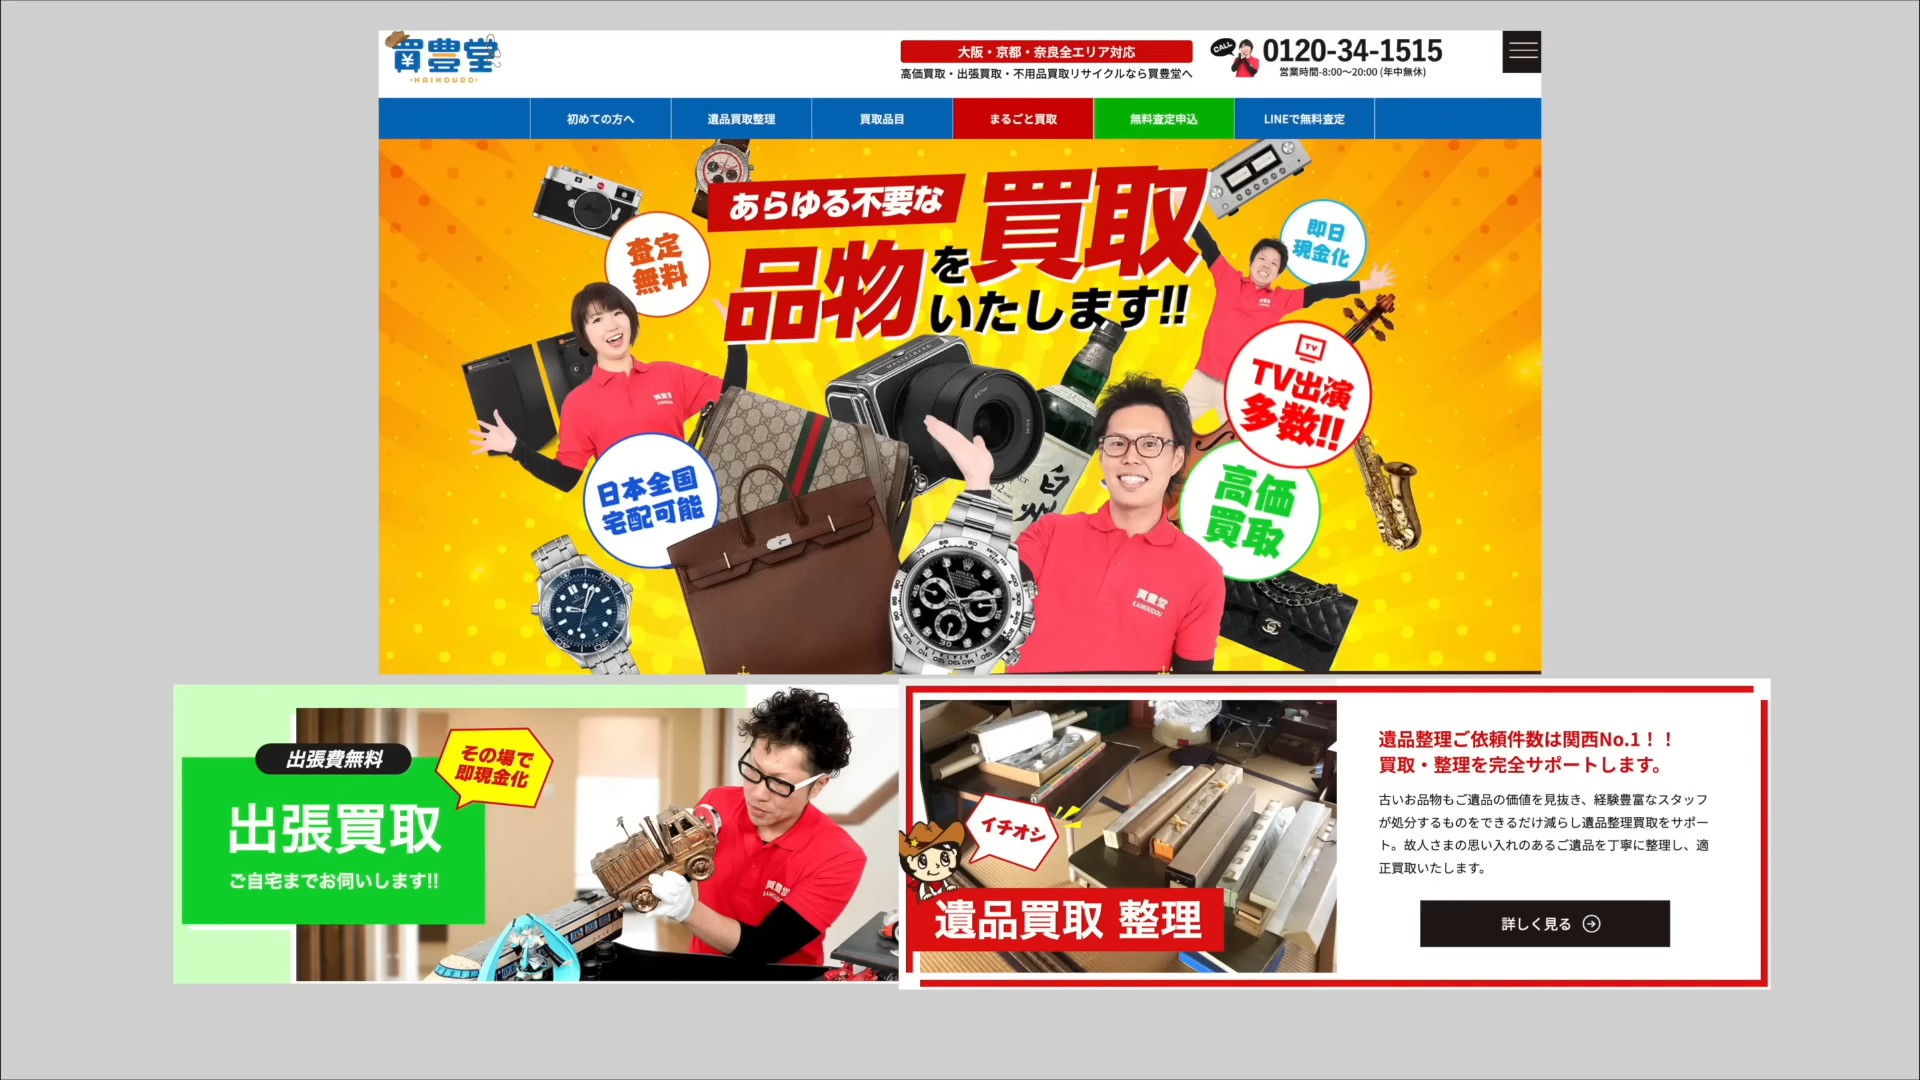 買豊堂
KAIHOUDO
大阪・京都・奈良全エリア対応
高価買取・出張買取・不用品買取リサイクルなら買豊堂へ
CALL
0120-34-1515
営業時間-8:00～20:00 (年中無休)
初めての方へ
遺品買取整理
買取品目
まるごと買取
無料査定申込
LINEで無料査定
あらゆる不要な
品物を買取
いたします!!
査定
無料
即日
現金化
TV
TV出演
多数!!
日本全国
宅配可能
高価
買取
買豊堂
KAIHOUDOU
HASSELBLAD
白州
ROLEX
出張費無料
その場で
即現金化
出張買取
ご自宅までお伺いします!!
買豊堂
イチオシ
遺品買取 整理
遺品整理ご依頼件数は関西No.1！！
買取・整理を完全サポートします。
古いお品物もご遺品の価値を見抜き、経験豊富なスタッフ
が処分するものをできるだけ減らし遺品整理買取をサポー
ト。故人さまの思い入れのあるご遺品を丁寧に整理し、適
正買取いたします。
詳しく見る